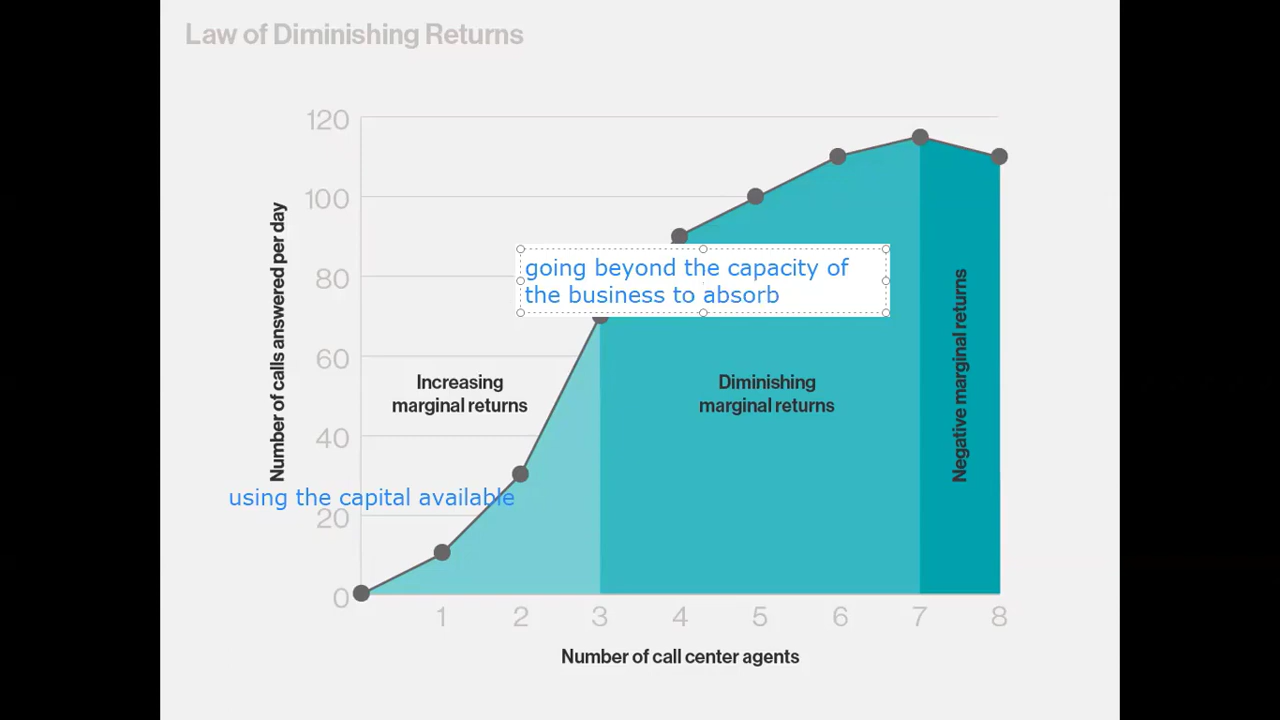 Law of Diminishing Returns
120
100
80
60
40
20
0
Number of calls answered per day
going beyond the capacity of
the business to absorb
Increasing
marginal returns
Diminishing
marginal returns
Negative marginal returns
using the capital available
1 2 3 4 5 6 7 8
Number of call center agents